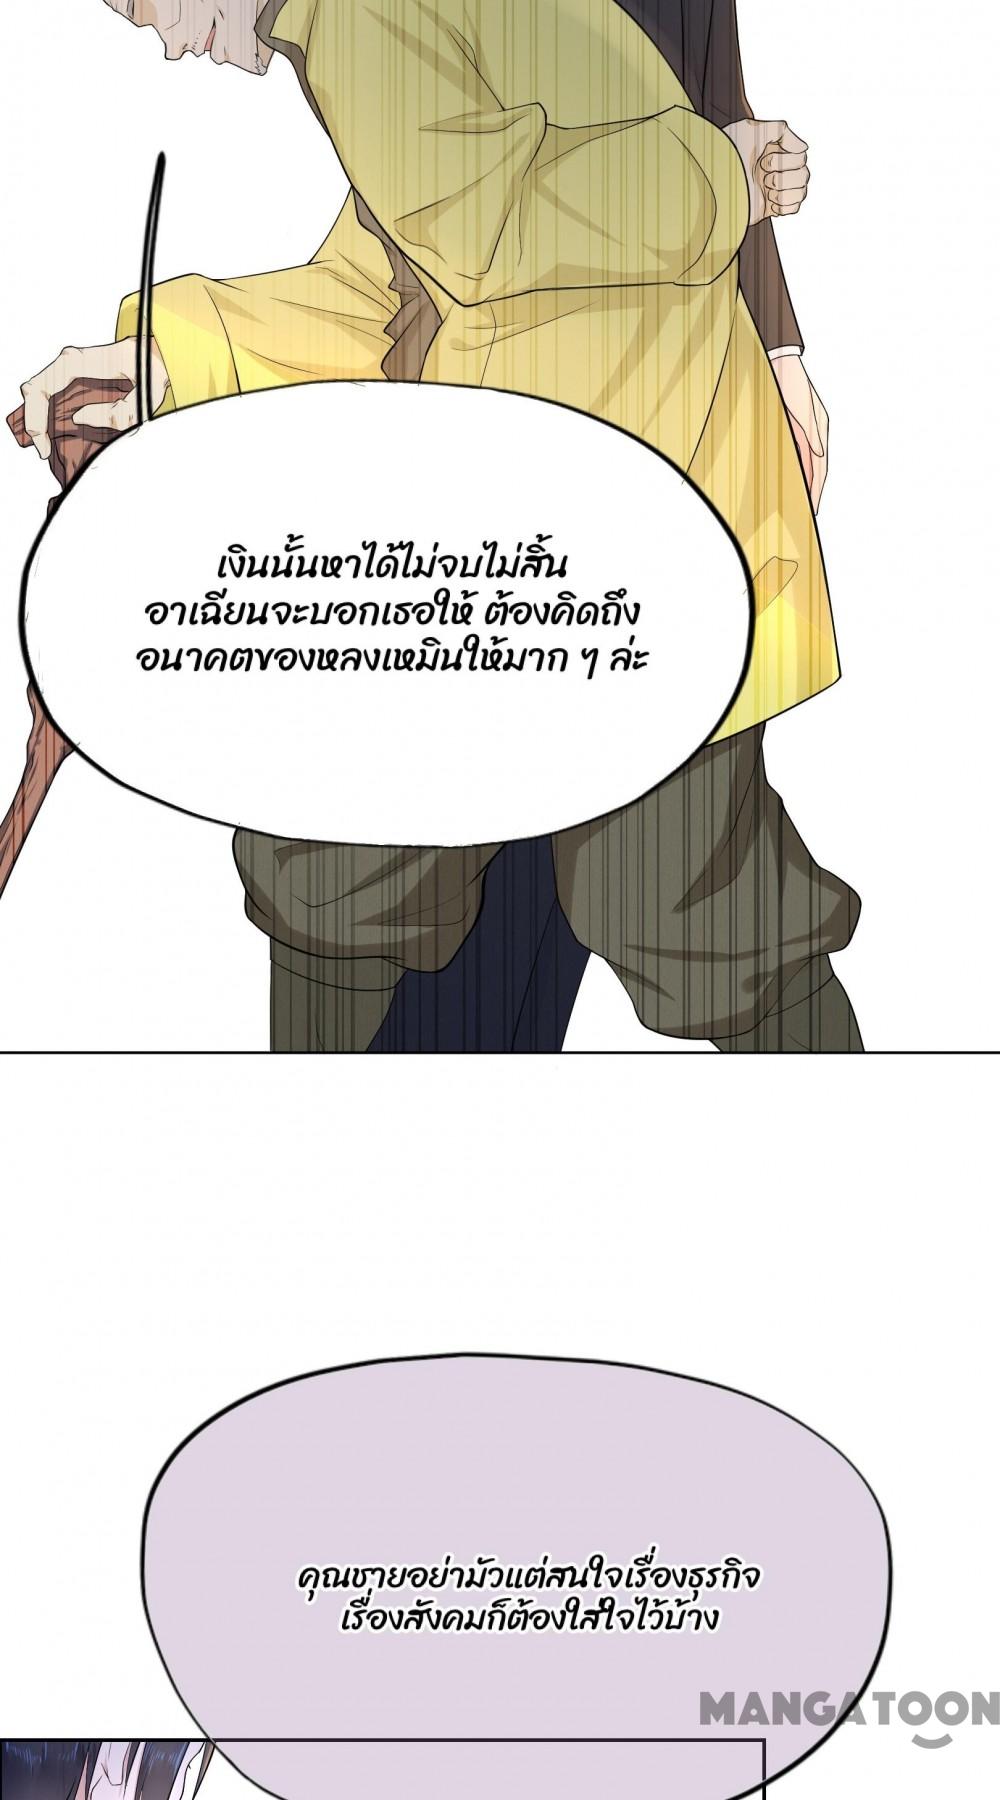 เงินนั้นหาได้ไม่จบไม่สิ้น
อาเฉียนจะบอกเธอให้ ต้องคิดถึง
อนาคตของหลงเหมินให้มาก ๆ ล่ะ
คุณชายอย่ามัวแต่สนใจเรื่องธุรกิจ
เรื่องสังคมก็ต้องใส่ใจไว้บ้าง
MANGATOON